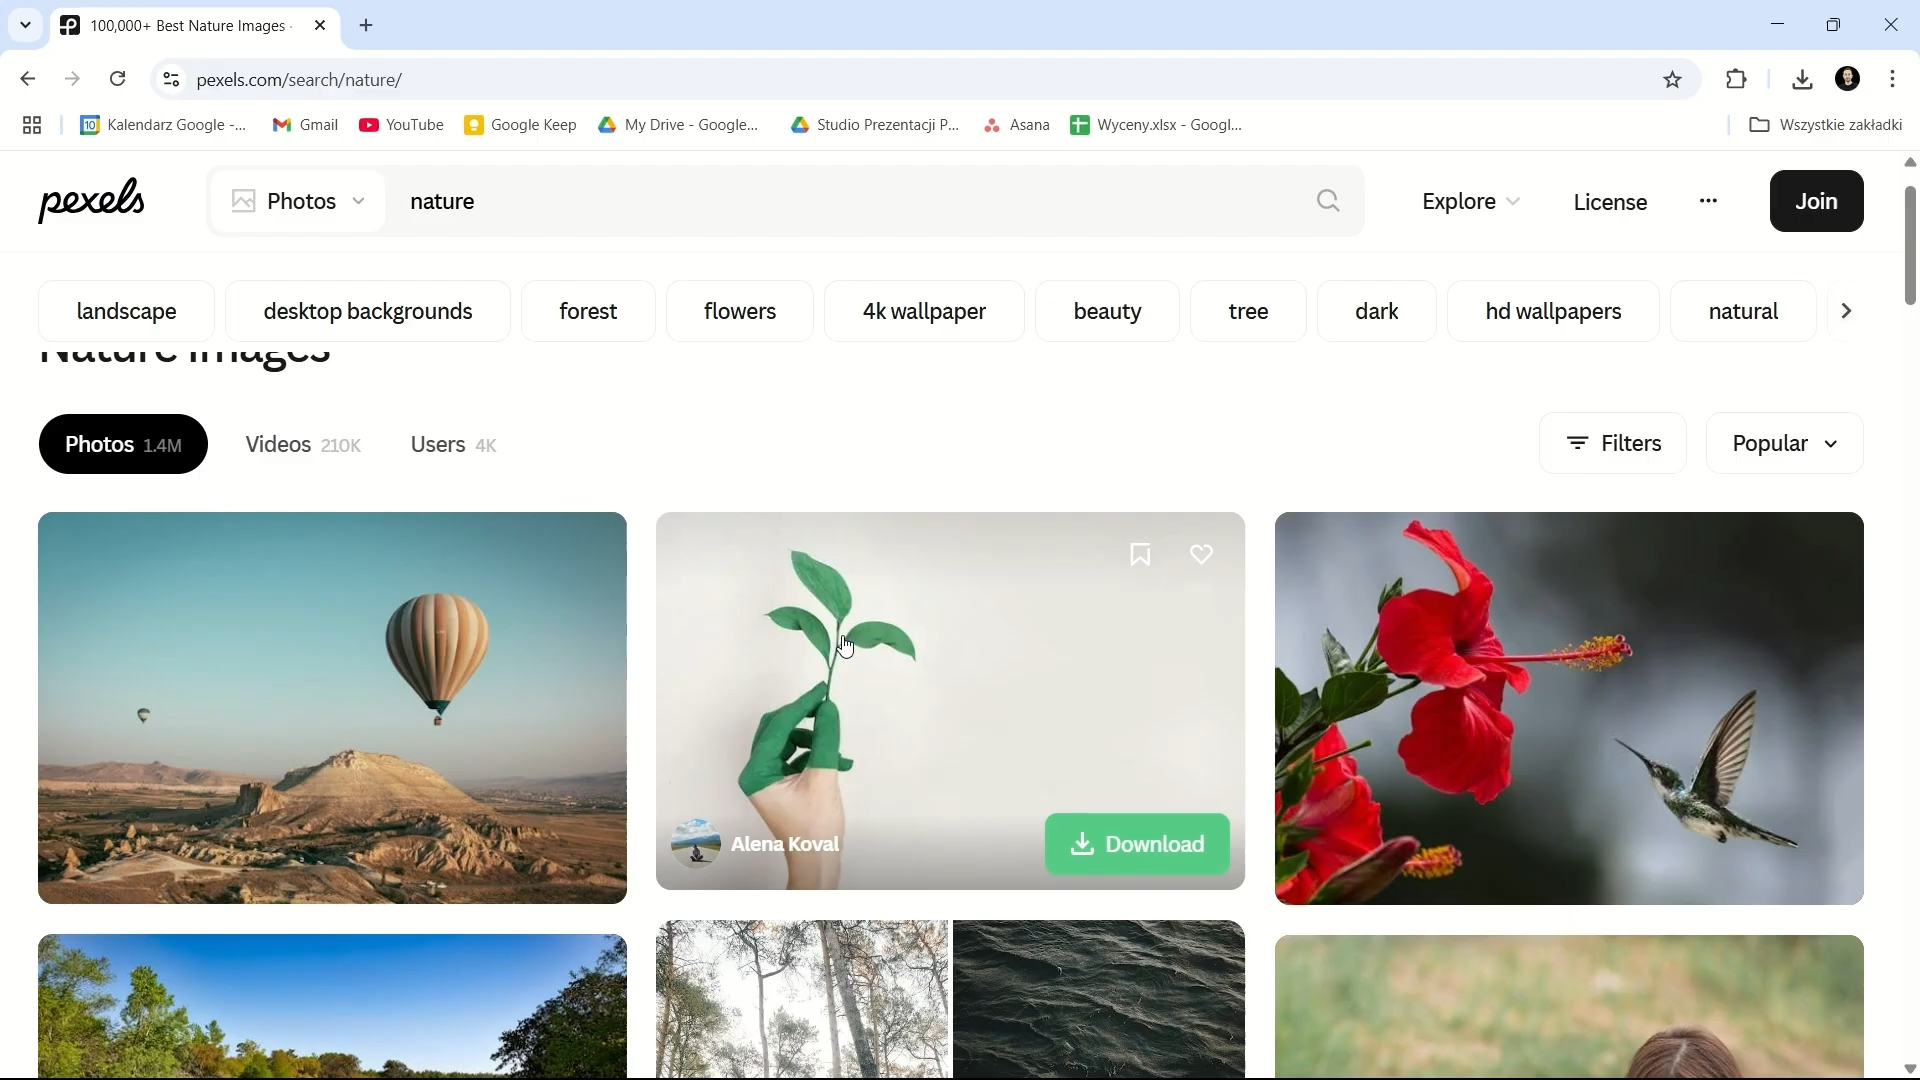 100,000+ Best Nature Images ·
pexels.com/search/nature/
Kalendarz Google -...
Gmail
YouTube
Google Keep
My Drive - Google...
Studio Prezentacji P...
Asana
Wyceny.xlsx - Googl...
Wszystkie zakładki
pexels
Photos
nature
Explore
License
Join
landscape
desktop backgrounds
forest
flowers
4k wallpaper
beauty
tree
dark
hd wallpapers
natural
Nature Images
Photos 1.4M
Videos 210K
Users 4K
Filters
Popular
Alena Koval
Download